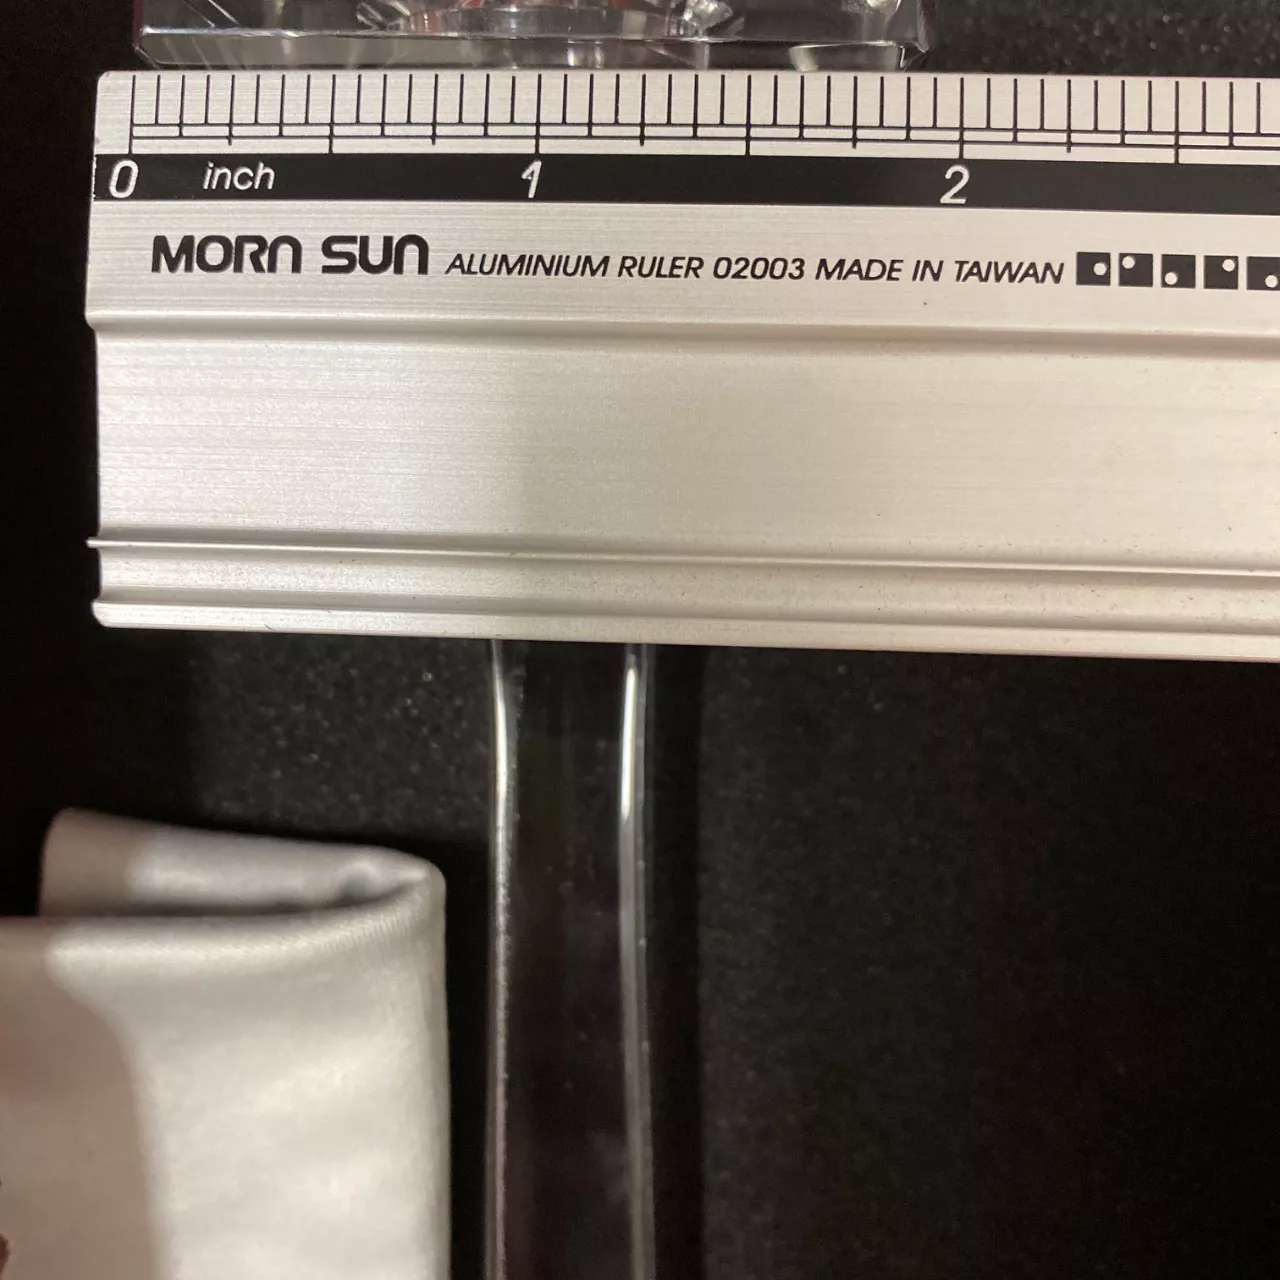 0 inch 1 2
MORN SUN ALUMINIUM RULER 02003 MADE IN TAIWAN